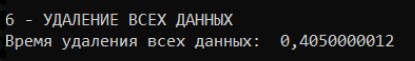 6 - УДАЛЕНИЕ ВСЕХ ДАННЫХ
Время удаления всех данных:  0,4050000012